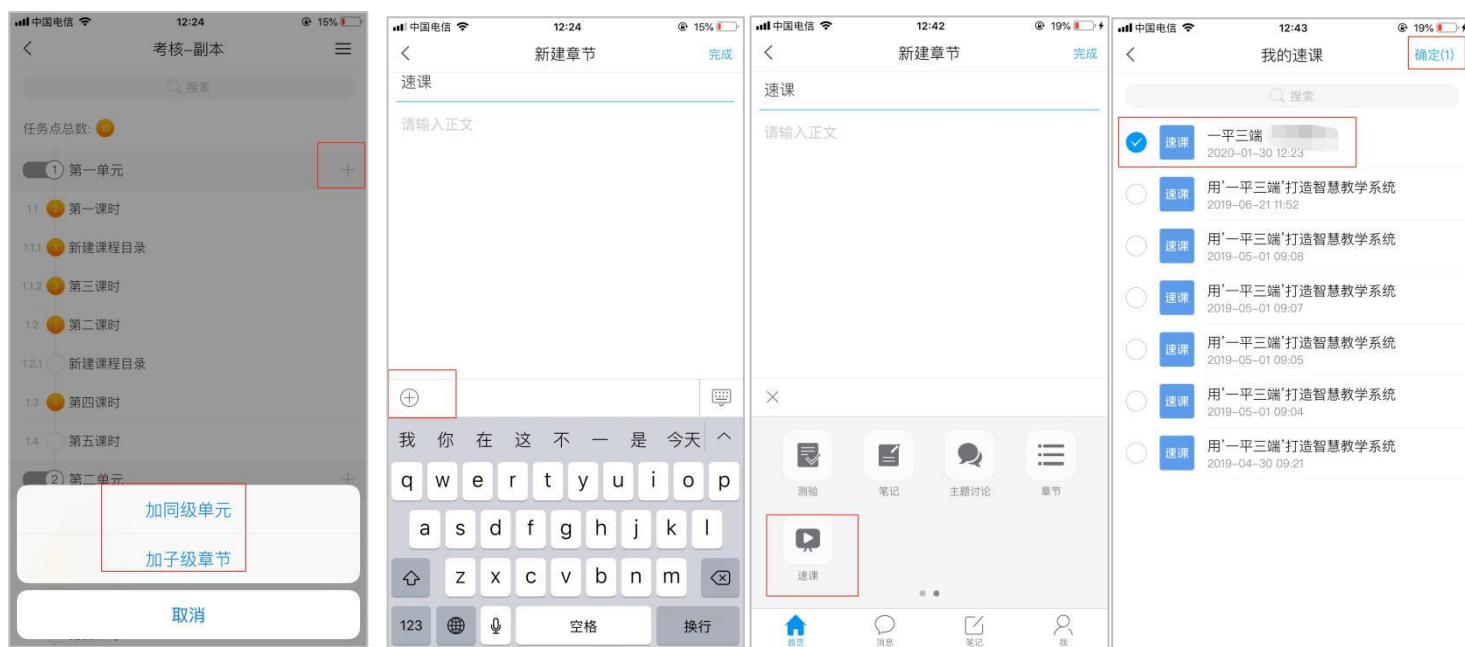 中国电信
12:24
15%
考核-副本
搜索
任务点总数: 10
1 第一单元
1.1 2 第一课时
1.1.1 1 新建课程目录
1.1.2 3 第三课时
1.2 1 第二课时
1.2.1 新建课程目录
1.3 1 第四课时
1.4 第五课时
2 第二单元
加同级单元
加子级章节
取消
中国电信
12:24
15%
新建章节
完成
速课
请输入正文
我 你 在 这 不 一 是 今天
q w e r t y u i o p
a s d f g h j k l
z x c v b n m
123 空格 换行
中国电信
12:42
19%
新建章节
完成
速课
请输入正文
测验 笔记 主题讨论 章节
速课
首页 消息 笔记 我
中国电信
12:43
19%
我的速课
确定(1)
搜索
速课 一平三端
2020-01-30 12:23
速课 用'一平三端'打造智慧教学系统
2019-06-21 11:52
速课 用'一平三端'打造智慧教学系统
2019-05-01 09:08
速课 用'一平三端'打造智慧教学系统
2019-05-01 09:07
速课 用'一平三端'打造智慧教学系统
2019-05-01 09:05
速课 用'一平三端'打造智慧教学系统
2019-05-01 09:04
速课 用'一平三端'打造智慧教学系统
2019-04-30 09:21